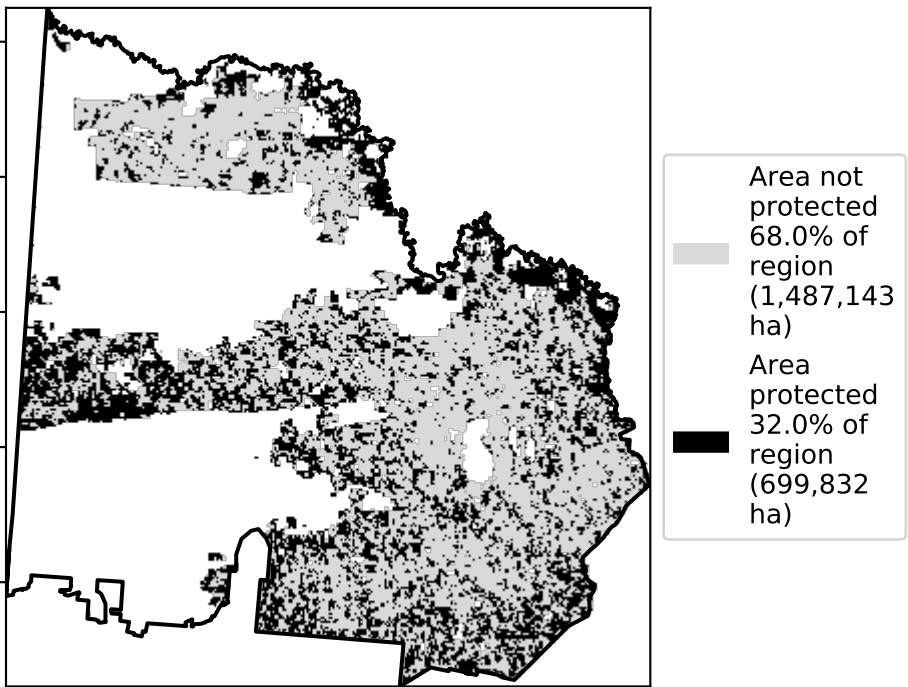 Area not
protected
68.0% of
region
(1,487,143
ha)
Area
protected
32.0% of
region
(699,832
ha)